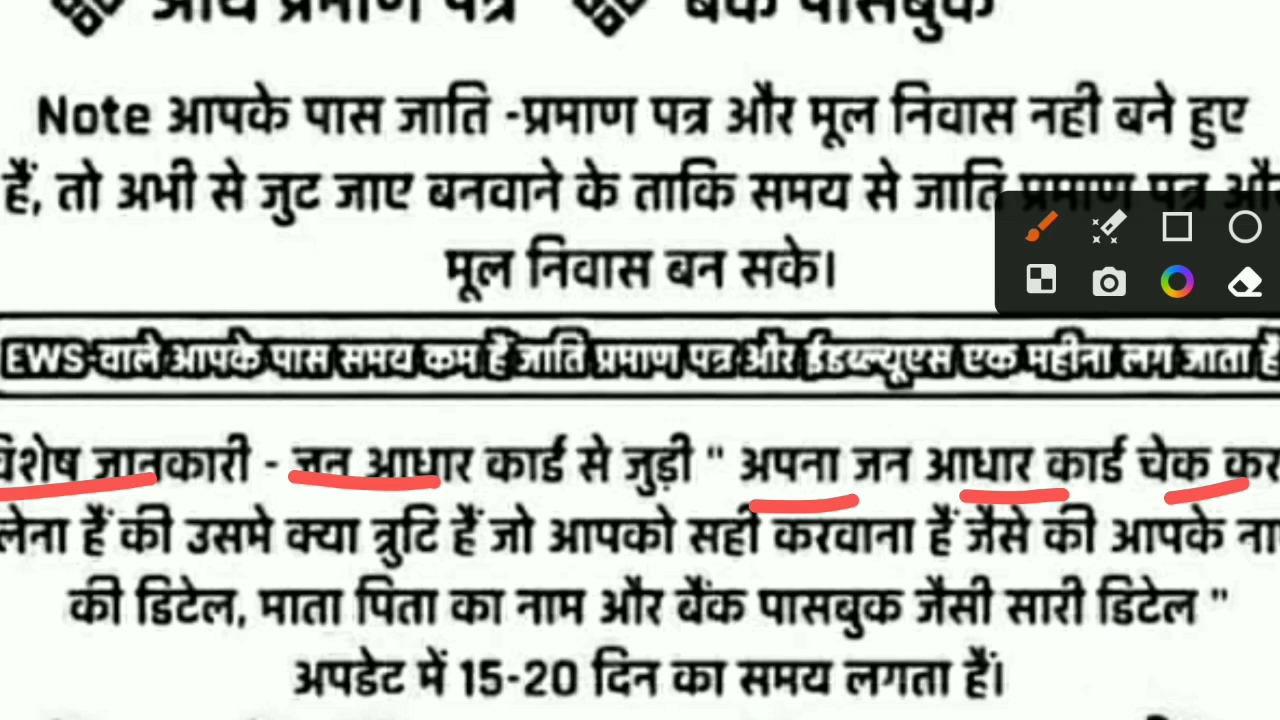 आय प्रमाण पत्र बैंक पासबुक
Note आपके पास जाति -प्रमाण पत्र और मूल निवास नही बने हुए
हैं, तो अभी से जुट जाए बनवाने के ताकि समय से जाति प्रमाण पत्र और
मूल निवास बन सके।
EWS-वाले आपके पास समय कम हैं जाति प्रमाण पत्र और ईडब्ल्यूएस एक महीना लग जाता हैं
विशेष जानकारी - जन आधार कार्ड से जुड़ी " अपना जन आधार कार्ड चेक कर
लेना हैं की उसमे क्या त्रुटि हैं जो आपको सही करवाना हैं जैसे की आपके ना
की डिटेल, माता पिता का नाम और बैंक पासबुक जैसी सारी डिटेल "
अपडेट में 15-20 दिन का समय लगता हैं।